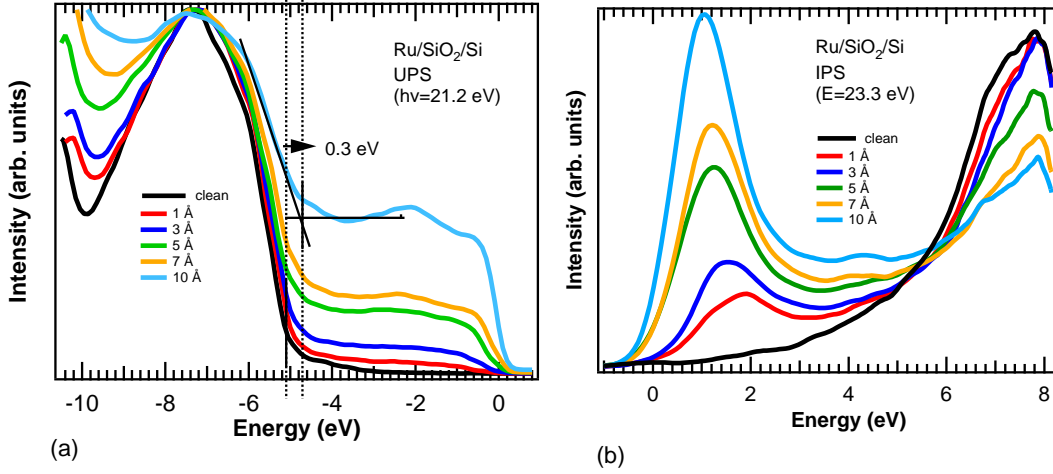 Intensity (arb. units)
Ru/SiO2/Si
UPS
(hv=21.2 eV)
0.3 eV
clean
1 Å
3 Å
5 Å
7 Å
10 Å
-10
-8
-6
-4
-2
0
Energy (eV)
(a)
Intensity (arb. units)
Ru/SiO2/Si
IPS
(E=23.3 eV)
clean
1 Å
3 Å
5 Å
7 Å
10 Å
0
2
4
6
8
Energy (eV)
(b)